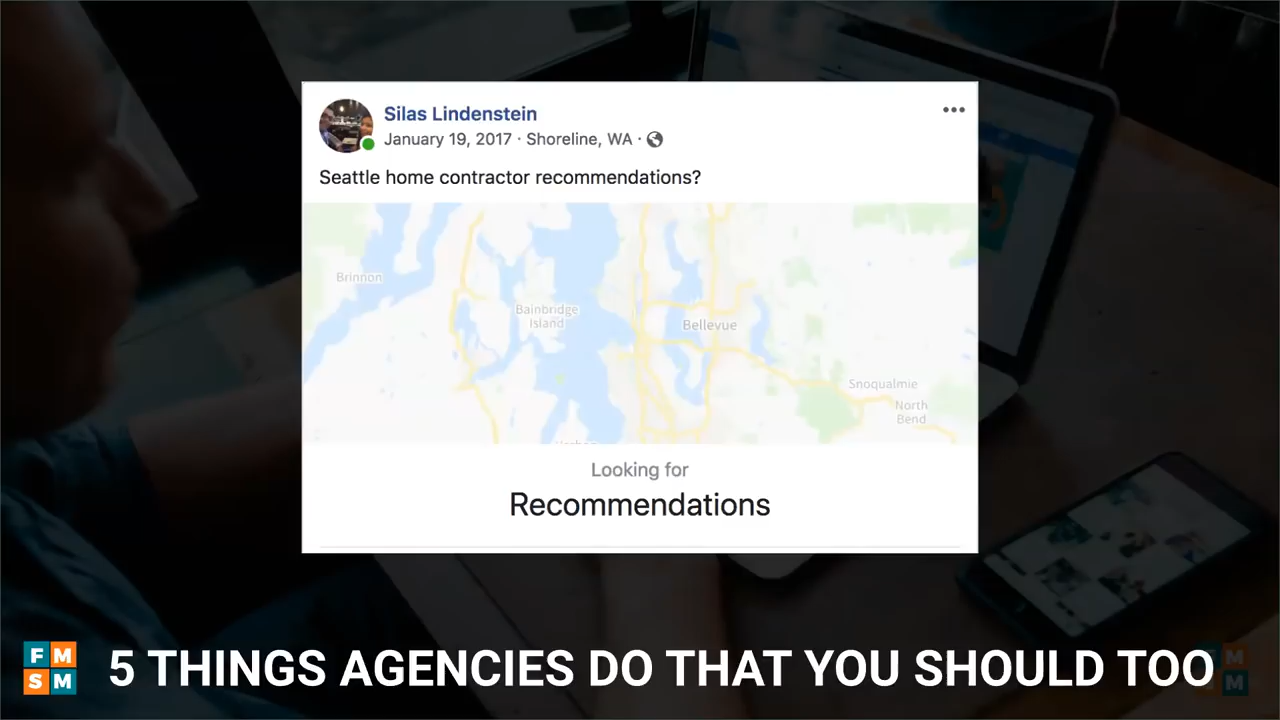 Silas Lindenstein
January 19, 2017 · Shoreline, WA ·
Seattle home contractor recommendations?
Brinnon
Bainbridge
Island
Bellevue
Snoqualmie
North
Bend
Looking for
Recommendations
F M
S M
5 THINGS AGENCIES DO THAT YOU SHOULD TOO